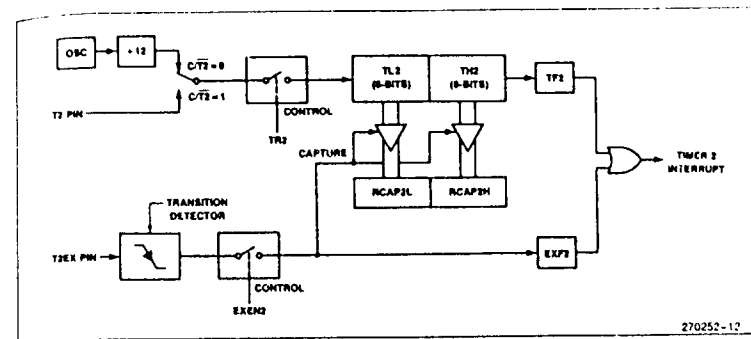 OSC
÷12
C/T2 = 0
C/T2 = 1
T2 PIN
CONTROL
TR2
TL2
(8-BITS)
TH2
(8-BITS)
TF2
CAPTURE
RCAP2L
RCAP2H
TIMER 2
INTERRUPT
TRANSITION
DETECTOR
T2EX PIN
CONTROL
EXEN2
EXF2
270252-12